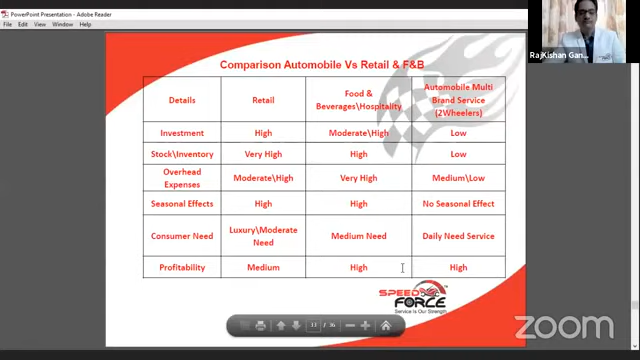 PowerPoint Presentation - Adobe Reader
File Edit View Window Help
RajKishan Gan...
Comparison Automobile Vs Retail & F&B
Details
Retail
Food &
Beverages\Hospitality
Automobile Multi
Brand Service
(2Wheelers)
Investment
High
Moderate\High
Low
Stock\Inventory
Very High
High
Low
Overhead
Expenses
Moderate\High
Very High
Medium\Low
Seasonal Effects
High
High
No Seasonal Effect
Consumer Need
Luxury\Moderate
Need
Medium Need
Daily Need Service
Profitability
Medium
High
High
SPEED
FORCE
Service is Our Strength
zoom